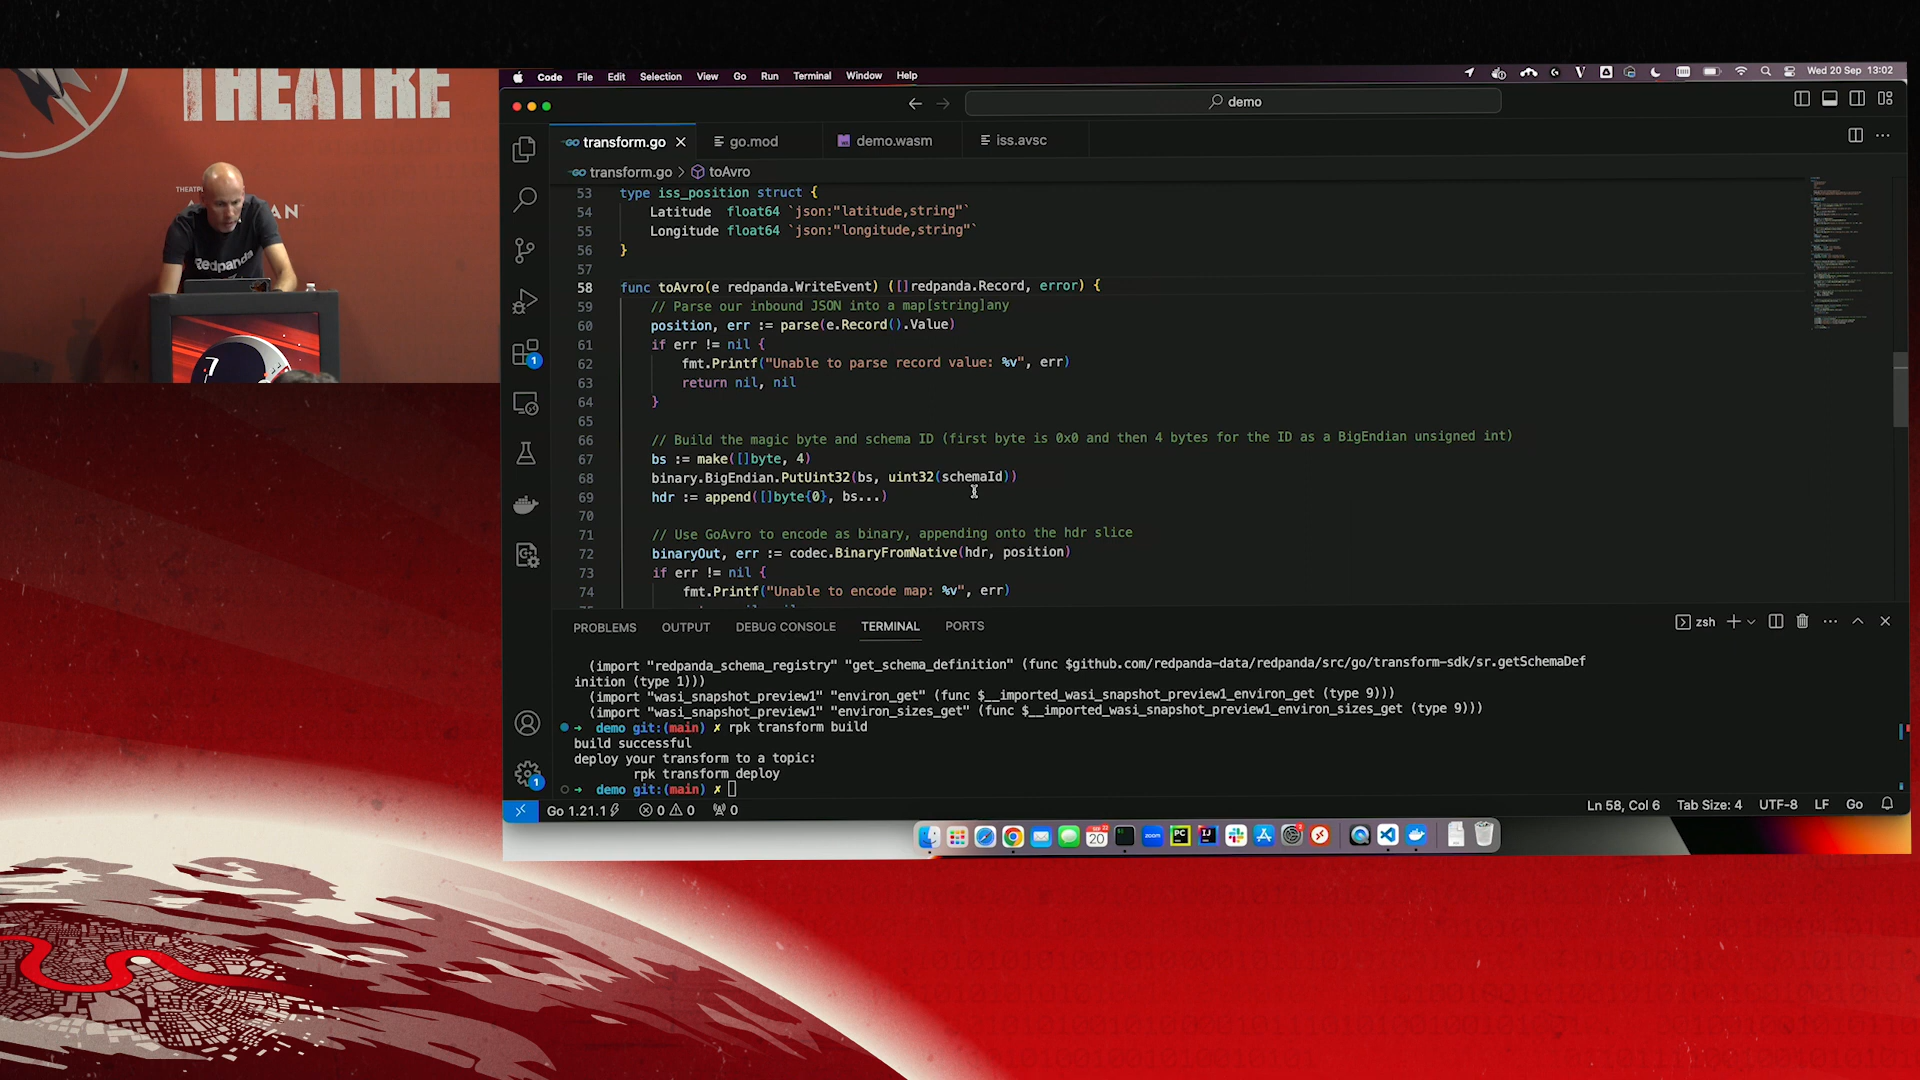 THEATRE
THEATRE
Redpanda
Code File Edit Selection View Go Run Terminal Window Help
Wed 20 Sep 13:02
demo
transform.go
go.mod
demo.wasm
iss.avsc
transform.go > toAvro
53 type iss_position struct {
54 Latitude float64 `json:"latitude,string"`
55 Longitude float64 `json:"longitude,string"`
56 }
57
58 func toAvro(e redpanda.WriteEvent) ([]redpanda.Record, error) {
59 // Parse our inbound JSON into a map[string]any
60 position, err := parse(e.Record().Value)
61 if err != nil {
62 fmt.Printf("Unable to parse record value: %v", err)
63 return nil, nil
64 }
65
66 // Build the magic byte and schema ID (first byte is 0x0 and then 4 bytes for the ID as a BigEndian unsigned int)
67 bs := make([]byte, 4)
68 binary.BigEndian.PutUint32(bs, uint32(schemaId))
69 hdr := append([]byte{0}, bs...)
70
71 // Use GoAvro to encode as binary, appending onto the hdr slice
72 binaryOut, err := codec.BinaryFromNative(hdr, position)
73 if err != nil {
74 fmt.Printf("Unable to encode map: %v", err)
PROBLEMS OUTPUT DEBUG CONSOLE TERMINAL PORTS
zsh
(import "redpanda_schema_registry" "get_schema_definition" (func $github.com/redpanda-data/redpanda/src/go/transform-sdk/sr.getSchemaDef
inition (type 1)))
(import "wasi_snapshot_preview1" "environ_get" (func $__imported_wasi_snapshot_preview1_environ_get (type 9)))
(import "wasi_snapshot_preview1" "environ_sizes_get" (func $__imported_wasi_snapshot_preview1_environ_sizes_get (type 9)))
→ demo git:(main) ✗ rpk transform build
build successful
deploy your transform to a topic:
rpk transform deploy
→ demo git:(main) ✗
Go 1.21.1 0 0 0
Ln 58, Col 6 Tab Size: 4 UTF-8 LF Go